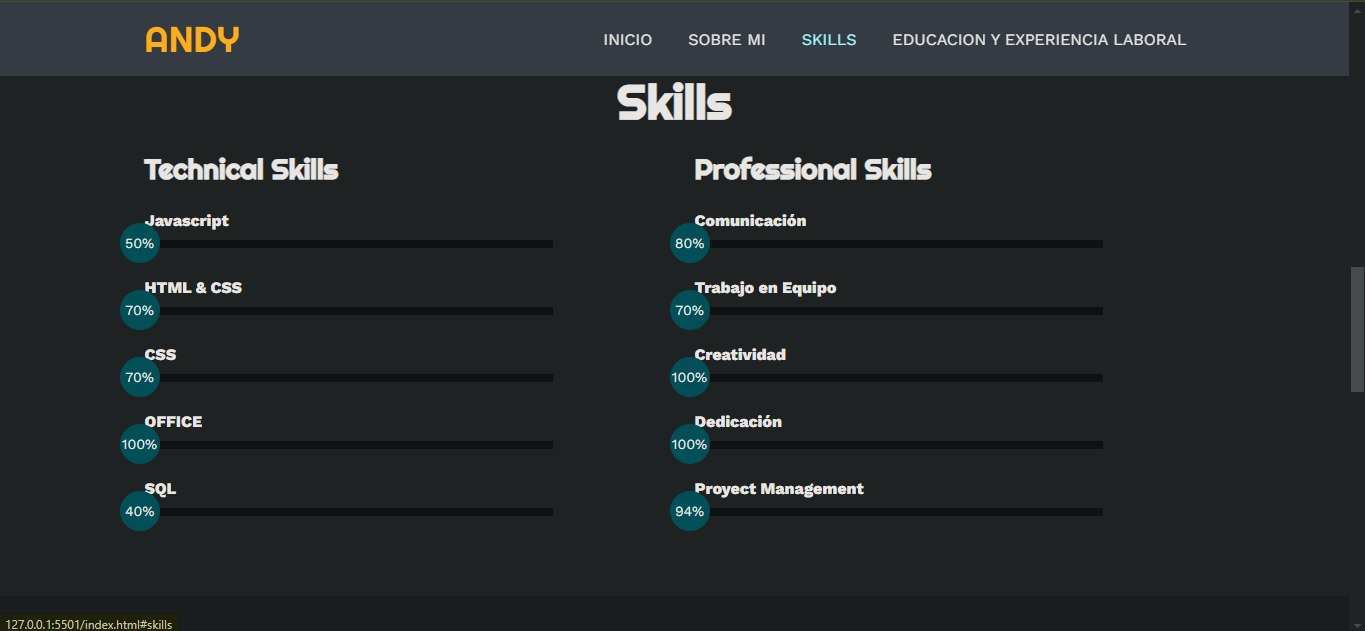 ANDY
INICIO SOBRE MI SKILLS EDUCACION Y EXPERIENCIA LABORAL
Skills
Technical Skills
Javascript
50%
HTML & CSS
70%
CSS
70%
OFFICE
100%
SQL
40%
Professional Skills
Comunicación
80%
Trabajo en Equipo
70%
Creatividad
100%
Dedicación
100%
Proyect Management
94%
127.0.0.1:5501/index.html#skills